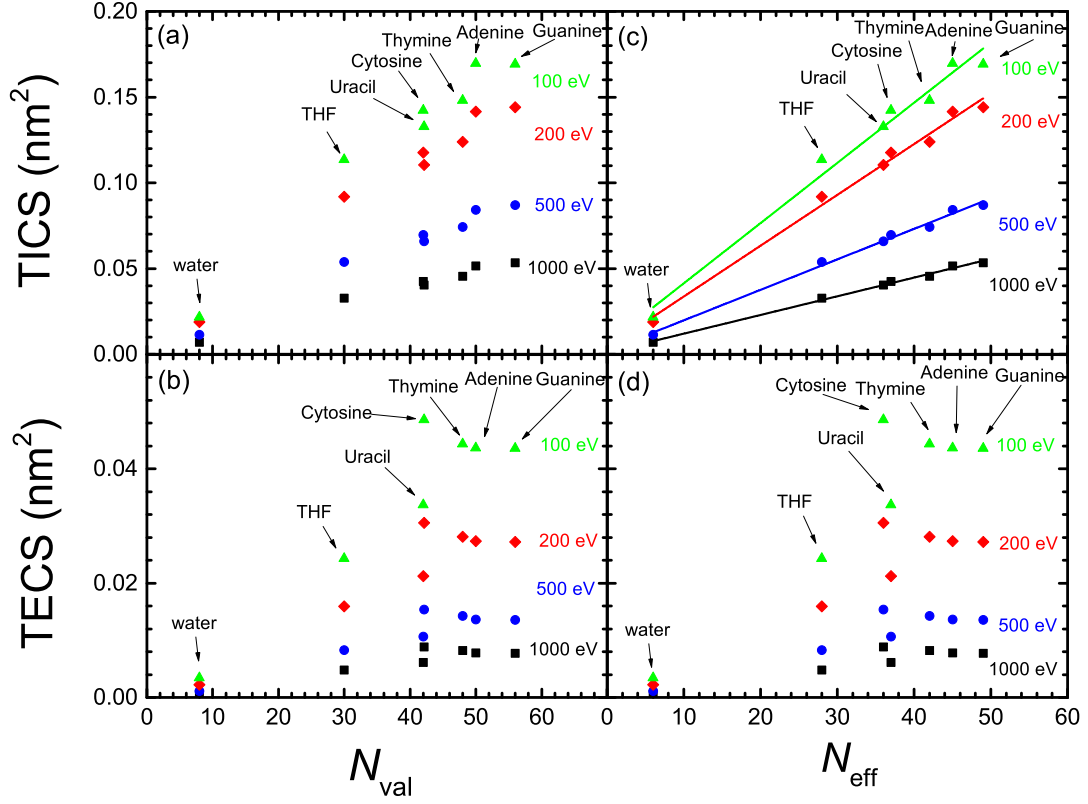 TICS (nm²)
0.20
0.15
0.10
0.05
0.00
(a)
Adenine
Guanine
Thymine
Cytosine
Uracil
THF
water
100 eV
200 eV
500 eV
1000 eV
(c)
Thymine
Adenine
Guanine
Cytosine
Uracil
THF
water
100 eV
200 eV
500 eV
1000 eV
TECS (nm²)
0.04
0.02
0.00
(b)
Thymine
Adenine
Guanine
Cytosine
Uracil
THF
water
100 eV
200 eV
500 eV
1000 eV
(d)
Adenine
Guanine
Cytosine
Thymine
Uracil
THF
water
100 eV
200 eV
500 eV
1000 eV
0 10 20 30 40 50 60
0 10 20 30 40 50 60
Nval
Neff